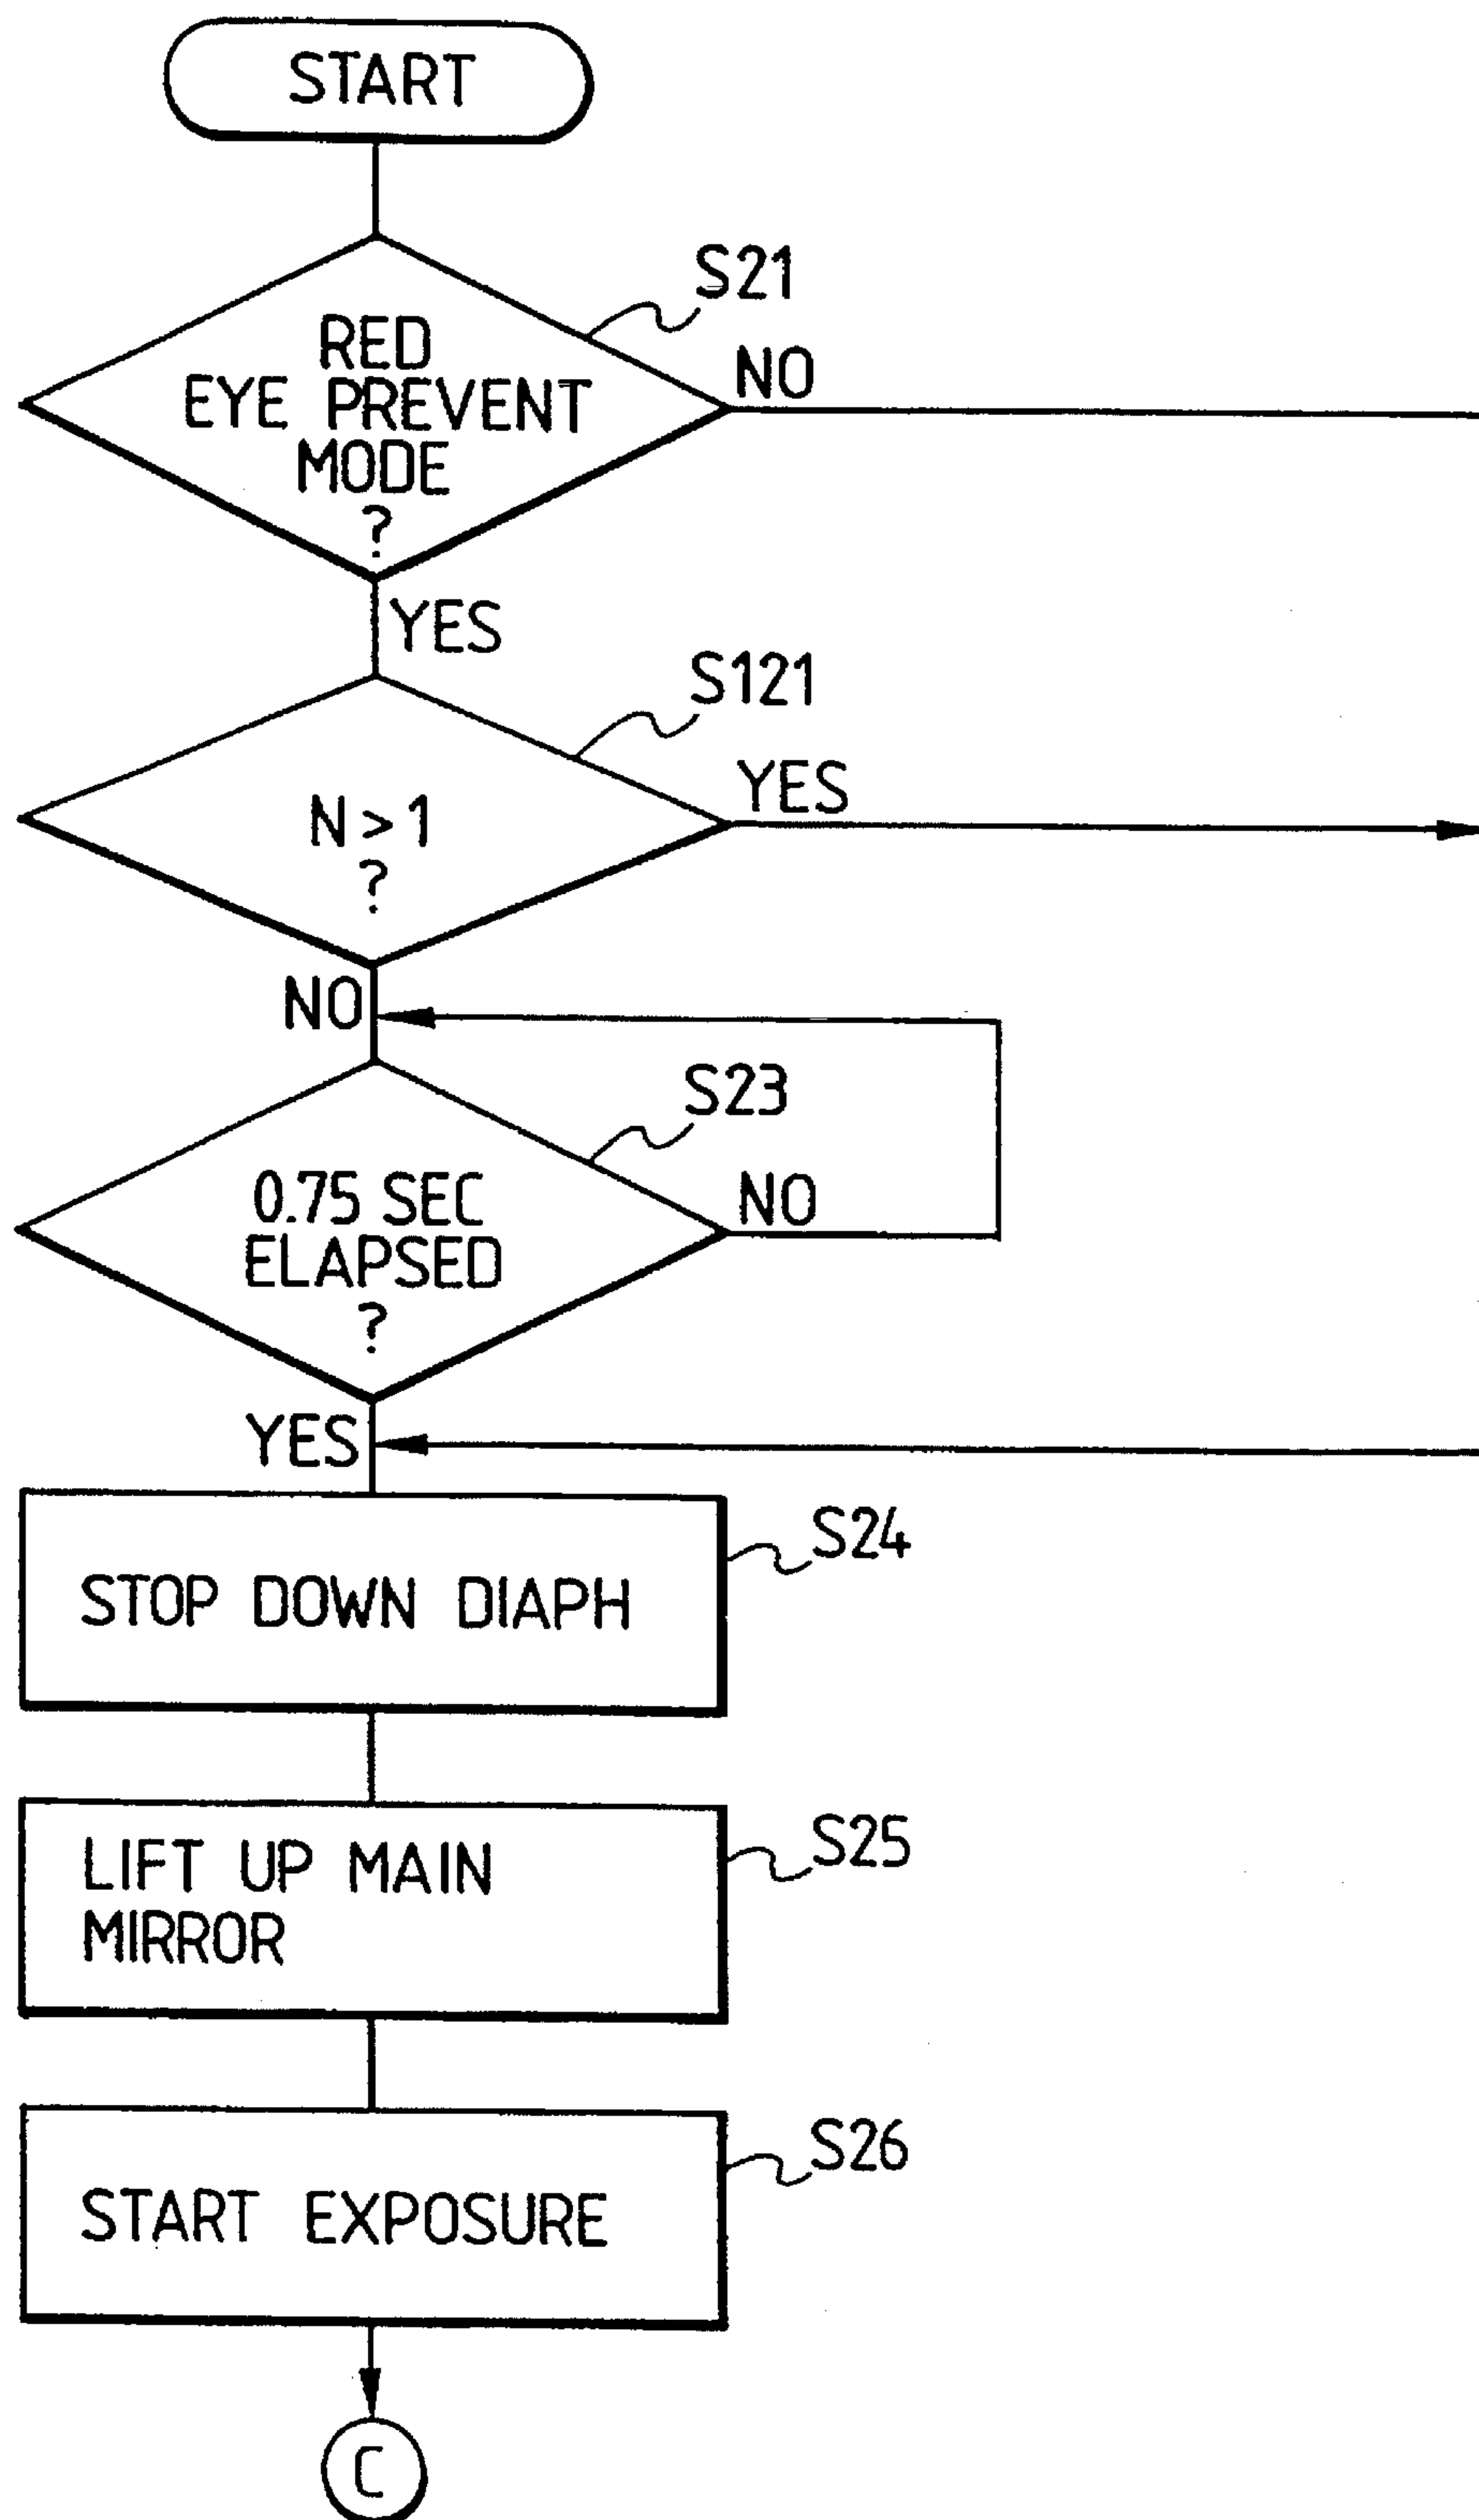 START
S21
RED
EYE PREVENT
MODE
?
NO
YES
S121
N > 1
?
YES
NO
S23
0.75 SEC
ELAPSED
?
NO
YES
S24
STOP DOWN DIAPH
S25
LIFT UP MAIN
MIRROR
S26
START EXPOSURE
C